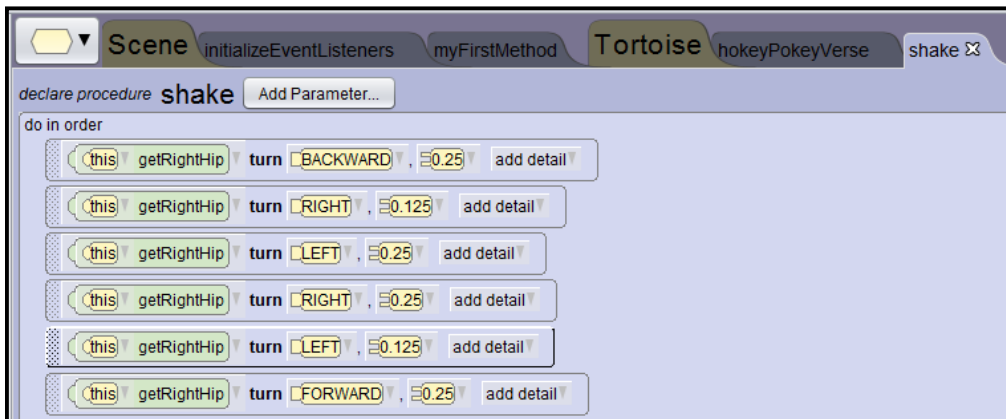 Scene initializeEventListeners myFirstMethod Tortoise hokeyPokeyVerse shake
declare procedure shake Add Parameter...
do in order
this getRightHip turn BACKWARD , 0.25 add detail
this getRightHip turn RIGHT , 0.125 add detail
this getRightHip turn LEFT , 0.25 add detail
this getRightHip turn RIGHT , 0.25 add detail
this getRightHip turn LEFT , 0.125 add detail
this getRightHip turn FORWARD , 0.25 add detail